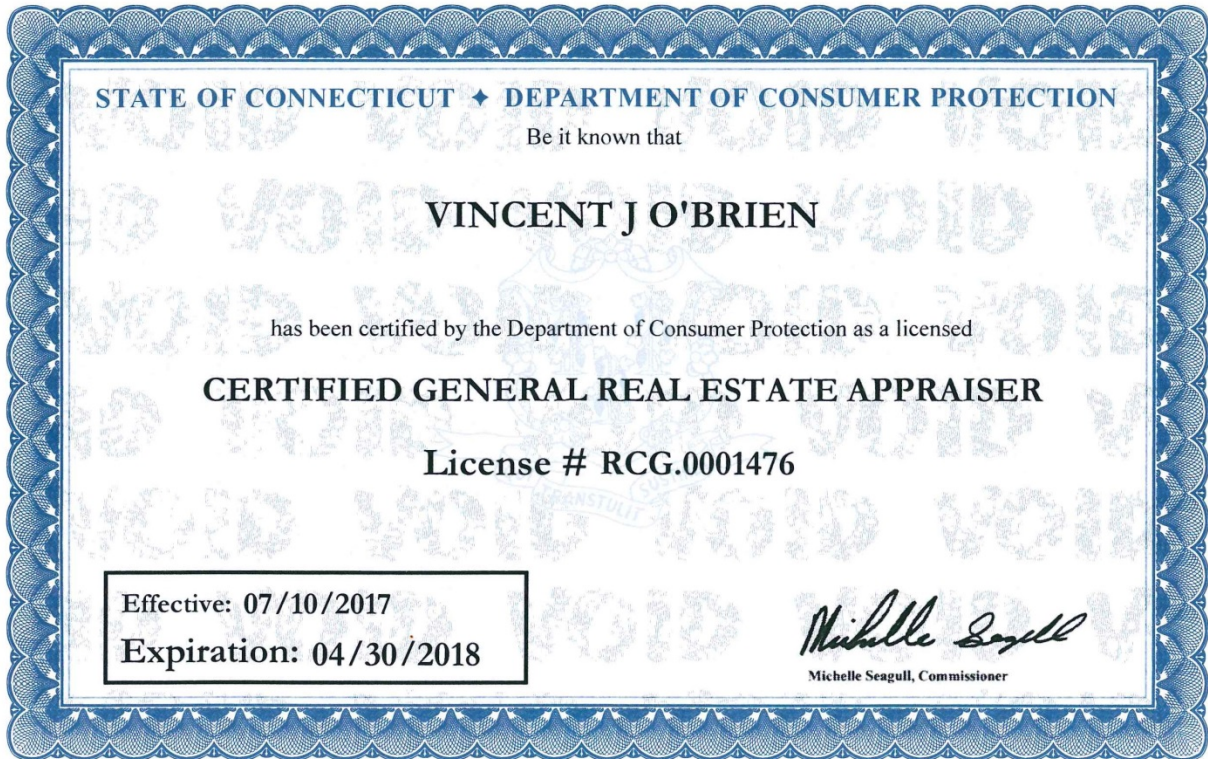 STATE OF CONNECTICUT ✦ DEPARTMENT OF CONSUMER PROTECTION
Be it known that
VINCENT J O'BRIEN
has been certified by the Department of Consumer Protection as a licensed
CERTIFIED GENERAL REAL ESTATE APPRAISER
License # RCG.0001476
Effective: 07/10/2017
Expiration: 04/30/2018
Michelle Seagull
Michelle Seagull, Commissioner